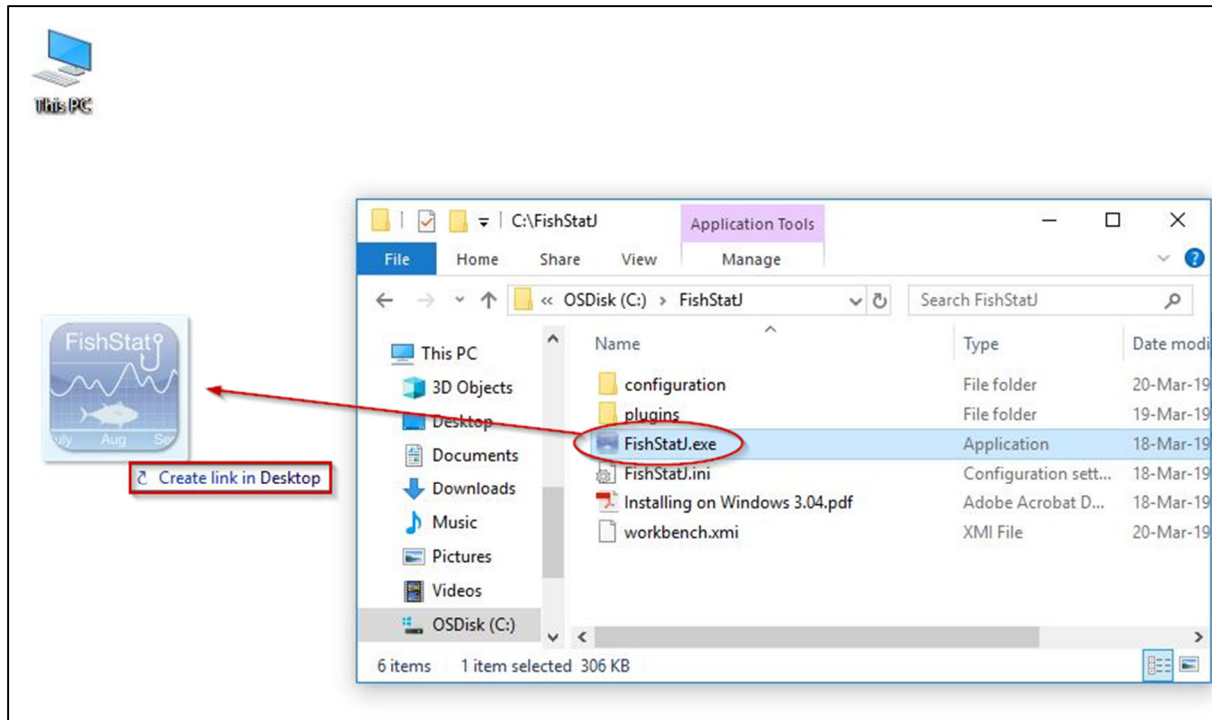 This PC
C:\FishStatJ
Application Tools
File Home Share View Manage
« OSDisk (C:) > FishStatJ
Search FishStatJ
FishStat
July Aug Se
Create link in Desktop
This PC
3D Objects
Desktop
Documents
Downloads
Music
Pictures
Videos
OSDisk (C:)
Name Type Date modi
configuration File folder 20-Mar-19
plugins File folder 19-Mar-19
FishStatJ.exe Application 18-Mar-19
FishStatJ.ini Configuration sett... 18-Mar-19
Installing on Windows 3.04.pdf Adobe Acrobat D... 18-Mar-19
workbench.xmi XMI File 20-Mar-19
6 items 1 item selected 306 KB